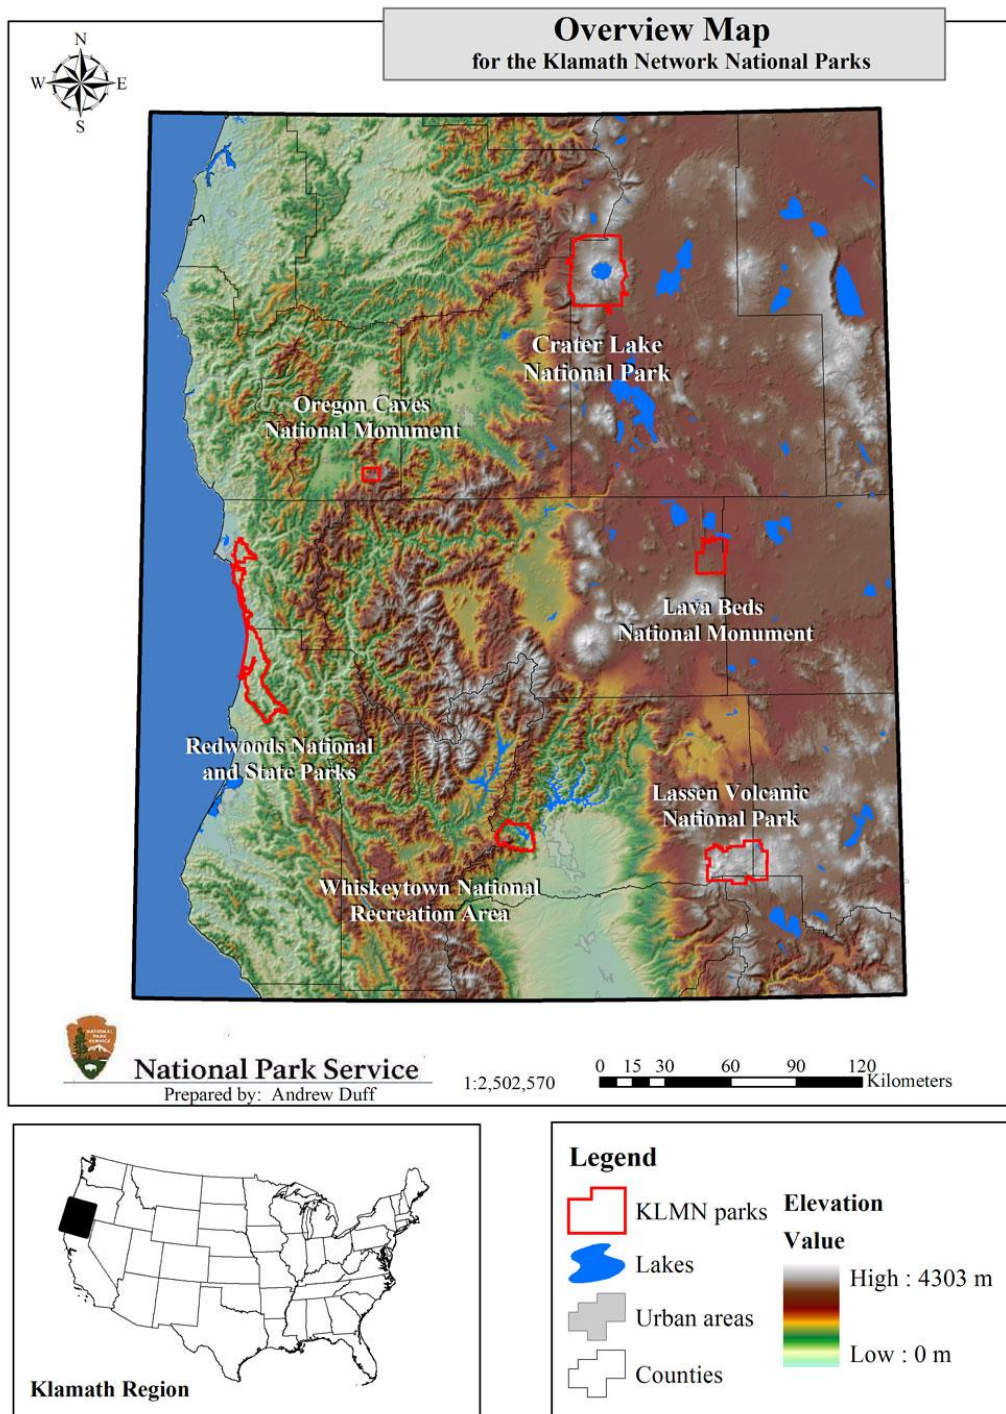 Overview Map
for the Klamath Network National Parks
N
W
E
S
Crater Lake
National Park
Oregon Caves
National Monument
Lava Beds
National Monument
Redwoods National
and State Parks
Lassen Volcanic
National Park
Whiskeytown National
Recreation Area
NATIONAL
PARK
SERVICE
National Park Service
Prepared by: Andrew Duff
1:2,502,570
0 15 30 60 90 120
Kilometers
Klamath Region
Legend
KLMN parks
Lakes
Urban areas
Counties
Elevation
Value
High : 4303 m
Low : 0 m